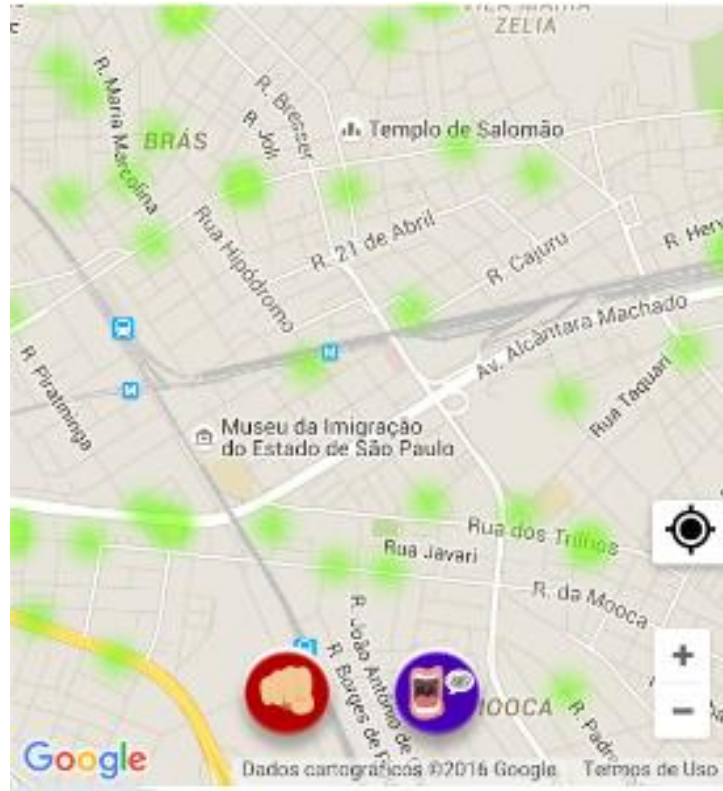 ZELIA
R. Maria Marcolina
BRÁS
R. Bresser
R. Joli
Templo de Salomão
Rua Hipódromo
R. 21 de Abril
R. Cajuru
R. Herv
Av. Alcântara Machado
R. Piratininga
Rua Taquari
Museu da Imigração
do Estado de São Paulo
Rua dos Trilhos
Rua Javari
R. da Mooca
R. João Antônio de
R. Borges de F
MOOCA
R. Padre
+
−
Google
Dados cartográficos ©2016 Google
Termos de Uso